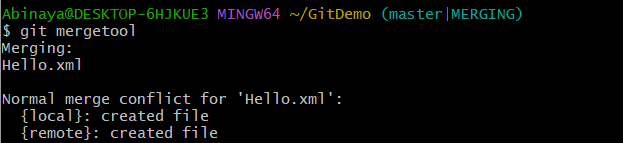 Abinaya@DESKTOP-6HJKUE3 MINGW64 ~/GitDemo (master|MERGING)
$ git mergetool
Merging:
Hello.xml

Normal merge conflict for 'Hello.xml':
  {local}: created file
  {remote}: created file